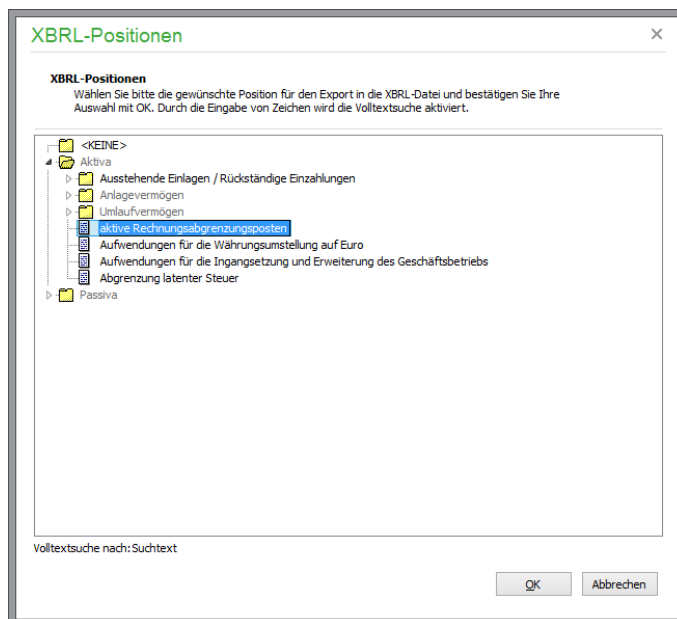 XBRL-Positionen
XBRL-Positionen
Wählen Sie bitte die gewünschte Position für den Export in die XBRL-Datei und bestätigen Sie Ihre
Auswahl mit OK. Durch die Eingabe von Zeichen wird die Volltextsuche aktiviert.
<KEINE>
Aktiva
Ausstehende Einlagen / Rückständige Einzahlungen
Anlagevermögen
Umlaufvermögen
aktive Rechnungsabgrenzungsposten
Aufwendungen für die Währungsumstellung auf Euro
Aufwendungen für die Ingangsetzung und Erweiterung des Geschäftsbetriebs
Abgrenzung latenter Steuer
Passiva
Volltextsuche nach: Suchtext
OK Abbrechen